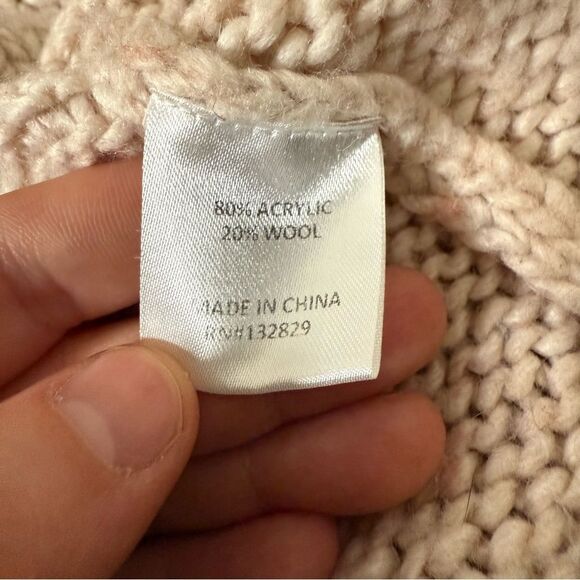 80% ACRYLIC
20% WOOL
MADE IN CHINA
RN#132829